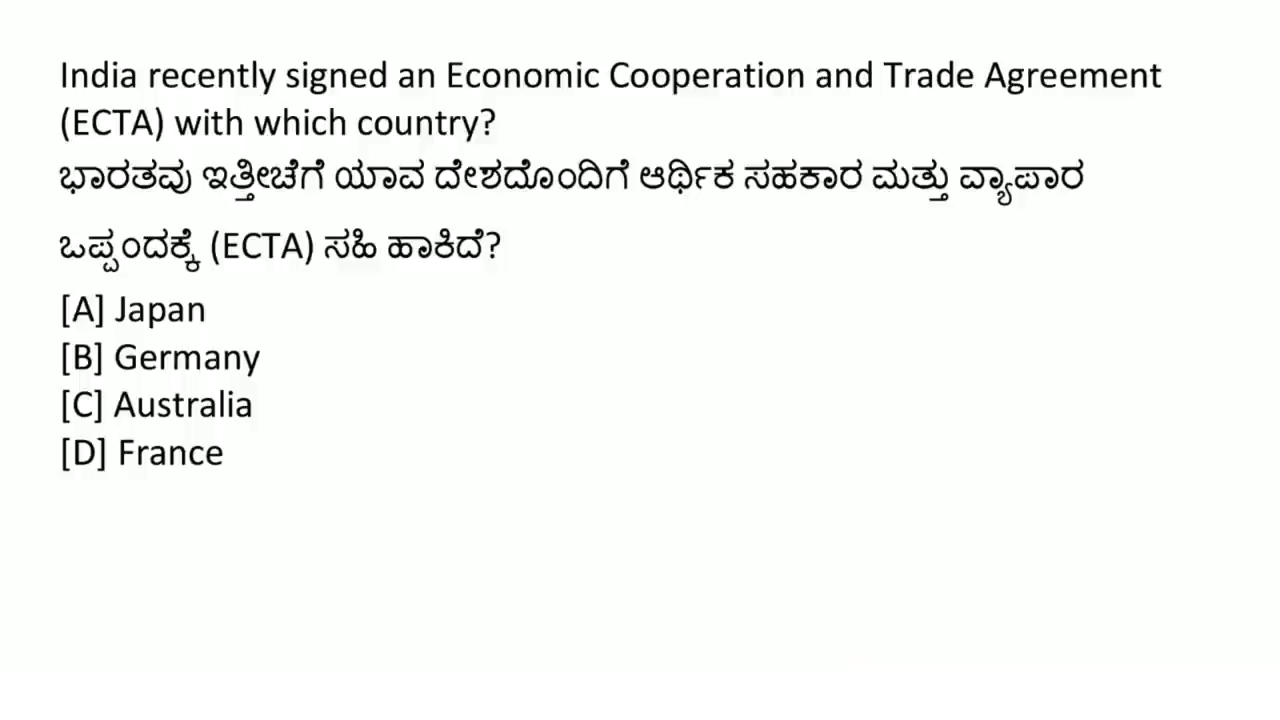 India recently signed an Economic Cooperation and Trade Agreement
(ECTA) with which country?
ಭಾರತವು ಇತ್ತೀಚೆಗೆ ಯಾವ ದೇಶದೊಂದಿಗೆ ಆರ್ಥಿಕ ಸಹಕಾರ ಮತ್ತು ವ್ಯಾಪಾರ
ಒಪ್ಪಂದಕ್ಕೆ (ECTA) ಸಹಿ ಹಾಕಿದೆ?
[A] Japan
[B] Germany
[C] Australia
[D] France